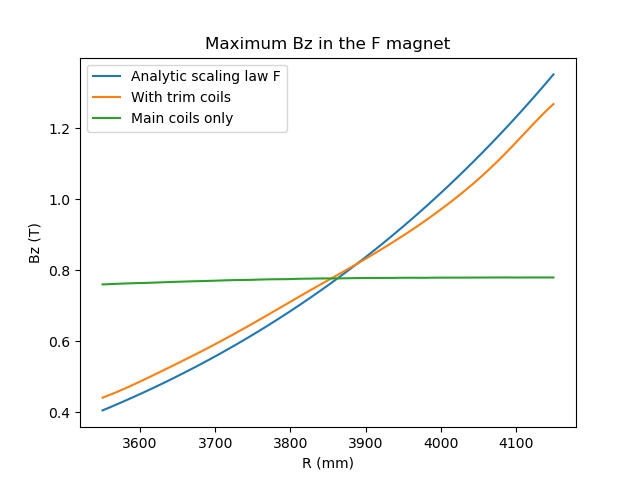 Maximum Bz in the F magnet
Analytic scaling law F
With trim coils
Main coils only
Bz (T)
1.2
1.0
0.8
0.6
0.4
3600 3700 3800 3900 4000 4100
R (mm)